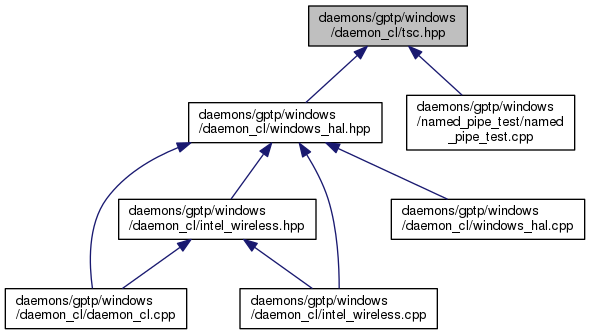 daemons/gptp/windows
/daemon_cl/tsc.hpp
daemons/gptp/windows
/daemon_cl/windows_hal.hpp
daemons/gptp/windows
/named_pipe_test/named
_pipe_test.cpp
daemons/gptp/windows
/daemon_cl/intel_wireless.hpp
daemons/gptp/windows
/daemon_cl/windows_hal.cpp
daemons/gptp/windows
/daemon_cl/daemon_cl.cpp
daemons/gptp/windows
/daemon_cl/intel_wireless.cpp